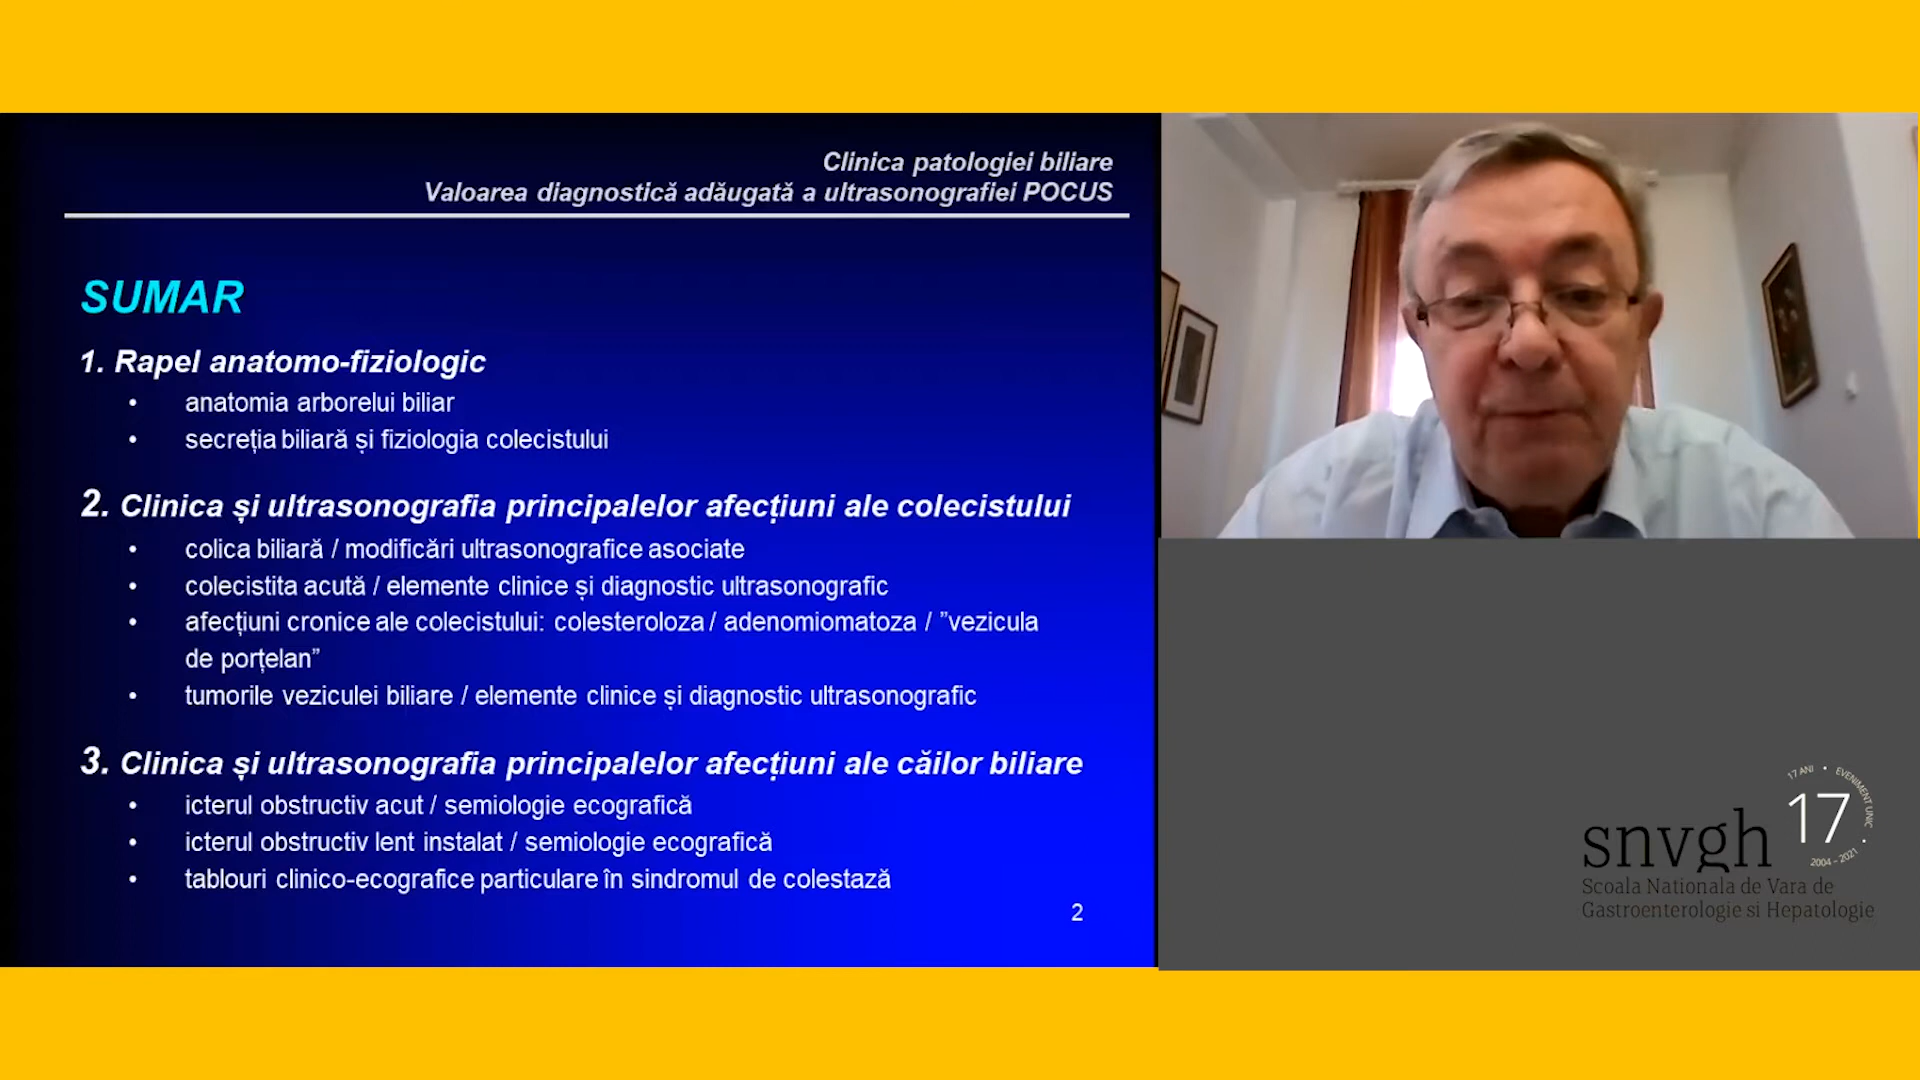 Clinica patologiei biliare
Valoarea diagnostică adăugată a ultrasonografiei POCUS
SUMAR
1. Rapel anatomo-fiziologic
• anatomia arborelui biliar
• secreția biliară și fiziologia colecistului
2. Clinica și ultrasonografia principalelor afecțiuni ale colecistului
• colica biliară / modificări ultrasonografice asociate
• colecistita acută / elemente clinice și diagnostic ultrasonografic
• afecțiuni cronice ale colecistului: colesteroloza / adenomiomatoza / ”vezicula
de porțelan”
• tumorile veziculei biliare / elemente clinice și diagnostic ultrasonografic
3. Clinica și ultrasonografia principalelor afecțiuni ale căilor biliare
• icterul obstructiv acut / semiologie ecografică
• icterul obstructiv lent instalat / semiologie ecografică
• tablouri clinico-ecografice particulare în sindromul de colestază
2
17 ANI • EVENIMENT UNIC •
17
2004 - 2021
snvgh
Scoala Nationala de Vara de
Gastroenterologie si Hepatologie